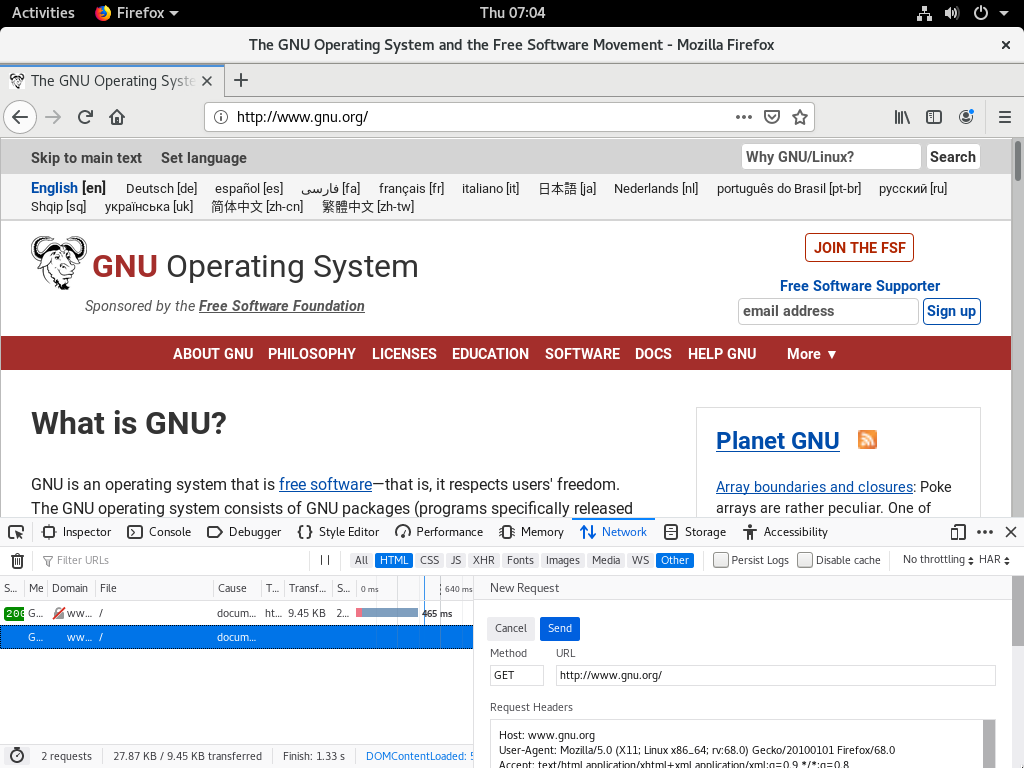 Activities Firefox Thu 07:04
The GNU Operating System and the Free Software Movement - Mozilla Firefox
The GNU Operating Syste
http://www.gnu.org/
Skip to main text Set language Why GNU/Linux? Search
English [en] Deutsch [de] español [es] فارسی [fa] français [fr] italiano [it] 日本語 [ja] Nederlands [nl] português do Brasil [pt-br] русский [ru]
Shqip [sq] українська [uk] 简体中文 [zh-cn] 繁體中文 [zh-tw]
JOIN THE FSF
GNU Operating System
Free Software Supporter
Sponsored by the Free Software Foundation
email address Sign up
ABOUT GNU PHILOSOPHY LICENSES EDUCATION SOFTWARE DOCS HELP GNU More ▼
What is GNU?
Planet GNU
GNU is an operating system that is free software—that is, it respects users' freedom.
The GNU operating system consists of GNU packages (programs specifically released
Array boundaries and closures: Poke
arrays are rather peculiar. One of
Inspector Console Debugger Style Editor Performance Memory Network Storage Accessibility
Filter URLs All HTML CSS JS XHR Fonts Images Media WS Other Persist Logs Disable cache No throttling HAR
S... Me Domain File Cause T... Transf... S... 0 ms 640 ms
New Request
200 G... ww... / docum... ht... 9.45 KB 2... 465 ms
G... ww... / docum...
Cancel Send
Method URL
GET http://www.gnu.org/
Request Headers
Host: www.gnu.org
User-Agent: Mozilla/5.0 (X11; Linux x86_64; rv:68.0) Gecko/20100101 Firefox/68.0
Accept: text/html,application/xhtml+xml,application/xml;q=0.9,*/*;q=0.8
2 requests 27.87 KB / 9.45 KB transferred Finish: 1.33 s DOMContentLoaded: